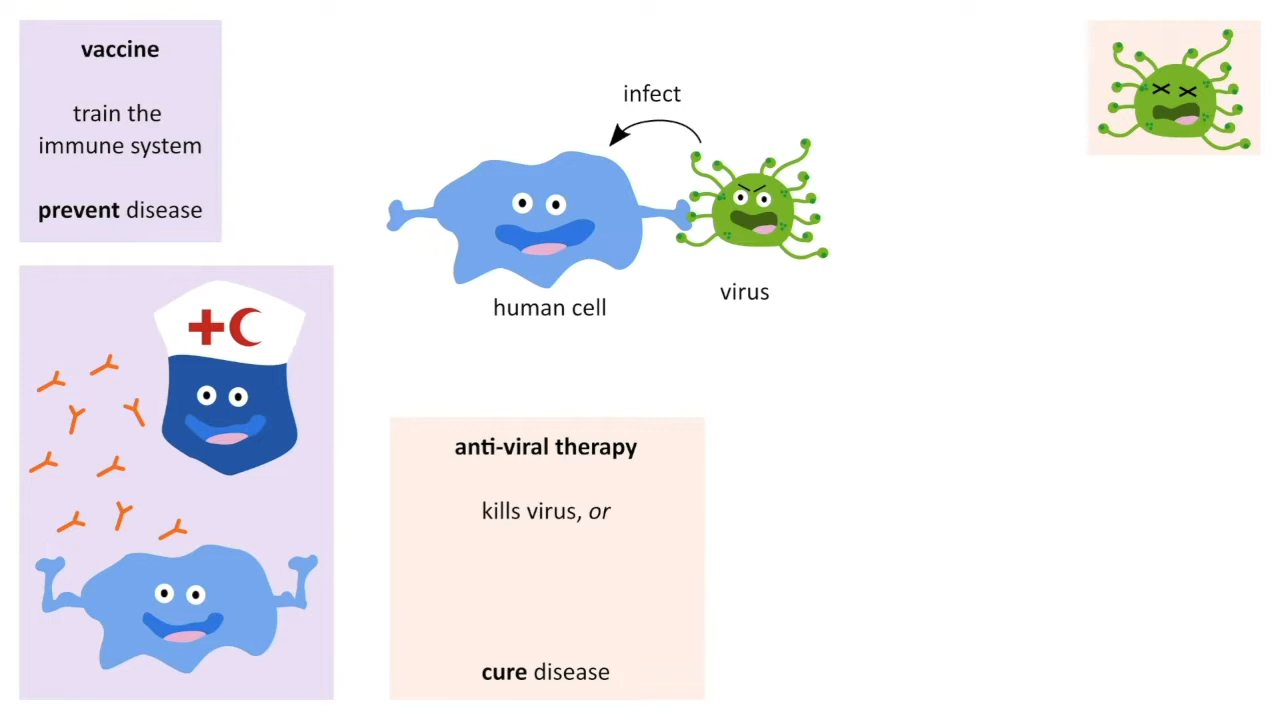 vaccine
train the
immune system
prevent disease
infect
human cell
virus
anti-viral therapy
kills virus, or
cure disease